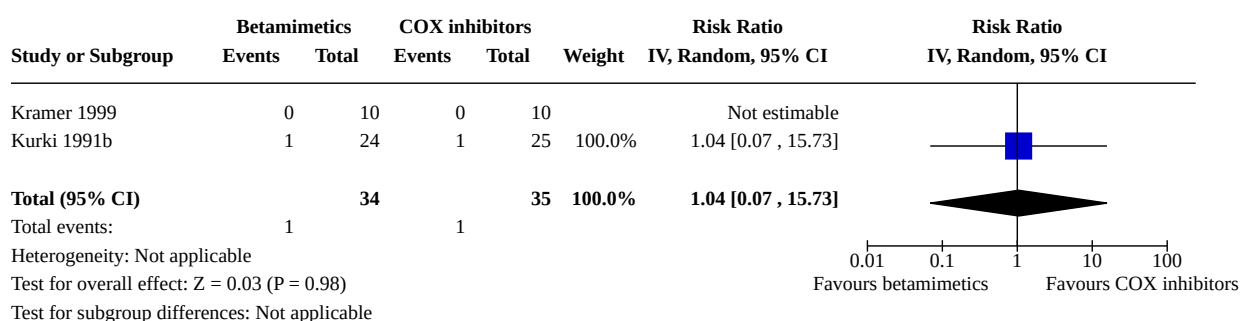 Betamimetics COX inhibitors Risk Ratio Risk Ratio
Study or Subgroup Events Total Events Total Weight IV, Random, 95% CI IV, Random, 95% CI
Kramer 1999 0 10 0 10 Not estimable
Kurki 1991b 1 24 1 25 100.0% 1.04 [0.07 , 15.73]
Total (95% CI) 34 35 100.0% 1.04 [0.07 , 15.73]
Total events: 1 1
Heterogeneity: Not applicable
0.01 0.1 1 10 100
Test for overall effect: Z = 0.03 (P = 0.98) Favours betamimetics Favours COX inhibitors
Test for subgroup differences: Not applicable